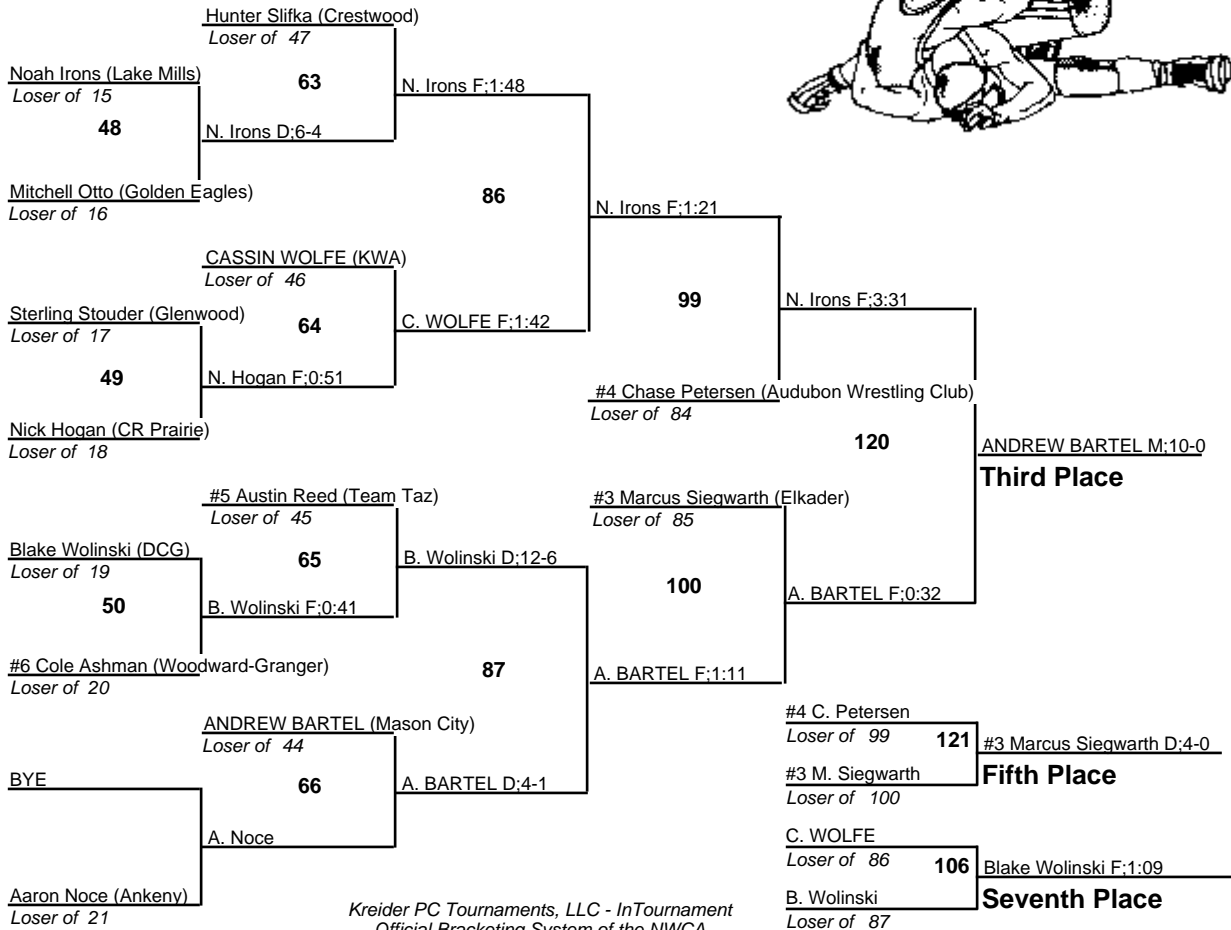 Hunter Slifka (Crestwood)
Loser of 47
Noah Irons (Lake Mills)
Loser of 15
63
N. Irons F;1:48
48
N. Irons D;6-4
Mitchell Otto (Golden Eagles)
Loser of 16
86
N. Irons F;1:21
CASSIN WOLFE (KWA)
Loser of 46
99
N. Irons F;3:31
Sterling Stouder (Glenwood)
Loser of 17
64
C. WOLFE F;1:42
49
N. Hogan F;0:51
#4 Chase Petersen (Audubon Wrestling Club)
Loser of 84
Nick Hogan (CR Prairie)
Loser of 18
120
ANDREW BARTEL M;10-0
Third Place
#5 Austin Reed (Team Taz)
Loser of 45
#3 Marcus Siegwarth (Elkader)
Loser of 85
Blake Wolinski (DCG)
Loser of 19
65
B. Wolinski D;12-6
100
A. BARTEL F;0:32
50
B. Wolinski F;0:41
#6 Cole Ashman (Woodward-Granger)
Loser of 20
87
A. BARTEL F;1:11
ANDREW BARTEL (Mason City)
Loser of 44
#4 C. Petersen
Loser of 99
121
#3 Marcus Siegwarth D;4-0
Fifth Place
BYE
66
A. BARTEL D;4-1
#3 M. Siegwarth
Loser of 100
A. Noce
C. WOLFE
Loser of 86
106
Blake Wolinski F;1:09
Seventh Place
Aaron Noce (Ankeny)
Loser of 21
B. Wolinski
Loser of 87
Kreider PC Tournaments, LLC - InTournament
Official Bracketing System of the NWCA